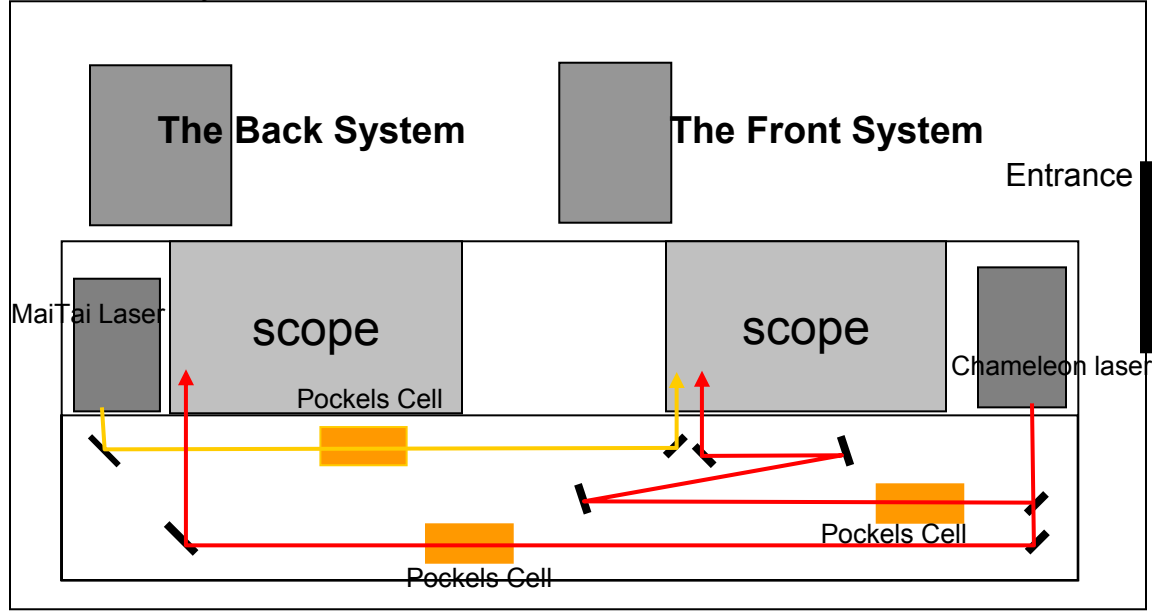 The Back System
The Front System
Entrance
MaiTai Laser
scope
scope
Chameleon laser
Pockels Cell
Pockels Cell
Pockels Cell